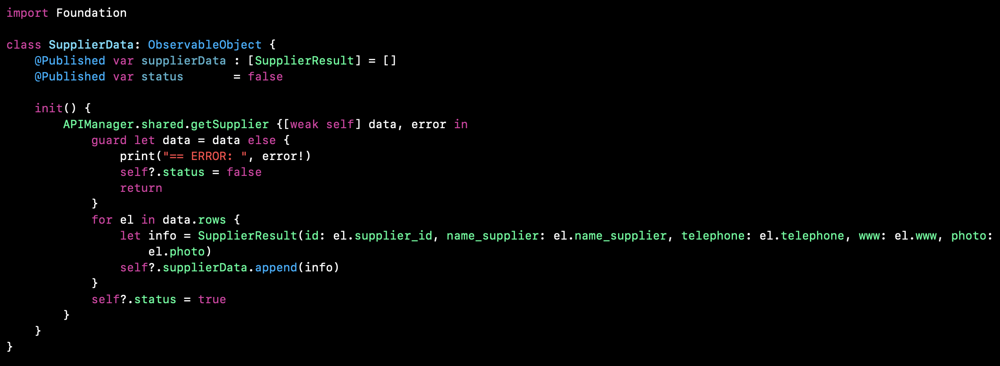 import Foundation
class SupplierData: ObservableObject {
@Published var supplierData : [SupplierResult] = []
@Published var status = false
init() {
APIManager.shared.getSupplier {[weak self] data, error in
guard let data = data else {
print("== ERROR: ", error!)
self?.status = false
return
}
for el in data.rows {
let info = SupplierResult(id: el.supplier_id, name_supplier: el.name_supplier, telephone: el.telephone, www: el.www, photo:
el.photo)
self?.supplierData.append(info)
}
self?.status = true
}
}
}